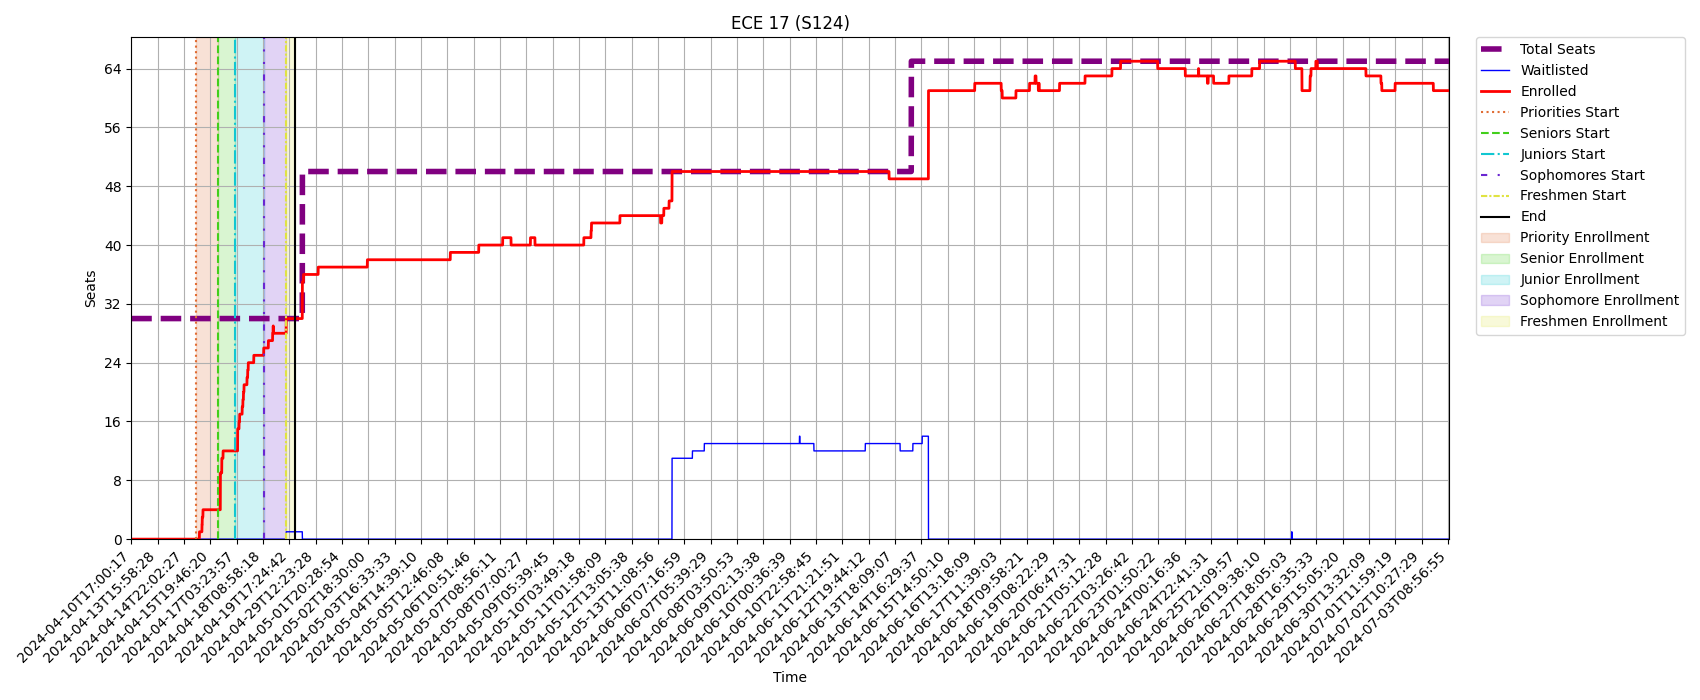 ECE 17 (S124)
Total Seats
Waitlisted
Enrolled
Priorities Start
Seniors Start
Juniors Start
Sophomores Start
Freshmen Start
End
Priority Enrollment
Senior Enrollment
Junior Enrollment
Sophomore Enrollment
Freshmen Enrollment
Seats
64
56
48
40
32
24
16
8
0
2024-04-10T17:00:17
2024-04-13T15:58:28
2024-04-14T22:02:27
2024-04-15T19:46:20
2024-04-17T03:23:57
2024-04-18T08:58:18
2024-04-19T17:24:42
2024-04-29T12:23:28
2024-05-01T20:28:54
2024-05-02T18:30:00
2024-05-03T16:33:33
2024-05-04T14:39:10
2024-05-05T12:46:08
2024-05-06T10:51:46
2024-05-07T08:56:11
2024-05-08T07:00:27
2024-05-09T05:39:45
2024-05-10T03:49:18
2024-05-11T01:58:09
2024-05-12T13:05:38
2024-05-13T11:08:56
2024-06-06T07:16:59
2024-06-07T05:39:29
2024-06-08T03:50:53
2024-06-09T02:13:38
2024-06-10T00:36:39
2024-06-10T22:58:45
2024-06-11T21:21:51
2024-06-12T19:44:12
2024-06-13T18:09:07
2024-06-14T16:29:37
2024-06-15T14:50:10
2024-06-16T13:18:09
2024-06-17T11:39:03
2024-06-18T09:58:21
2024-06-19T08:22:29
2024-06-20T06:47:31
2024-06-21T05:12:28
2024-06-22T03:26:42
2024-06-23T01:50:22
2024-06-24T00:16:36
2024-06-24T22:41:31
2024-06-25T21:09:57
2024-06-26T19:38:10
2024-06-27T18:05:03
2024-06-28T16:35:33
2024-06-29T15:05:20
2024-06-30T13:32:09
2024-07-01T11:59:19
2024-07-02T10:27:29
2024-07-03T08:56:55
Time